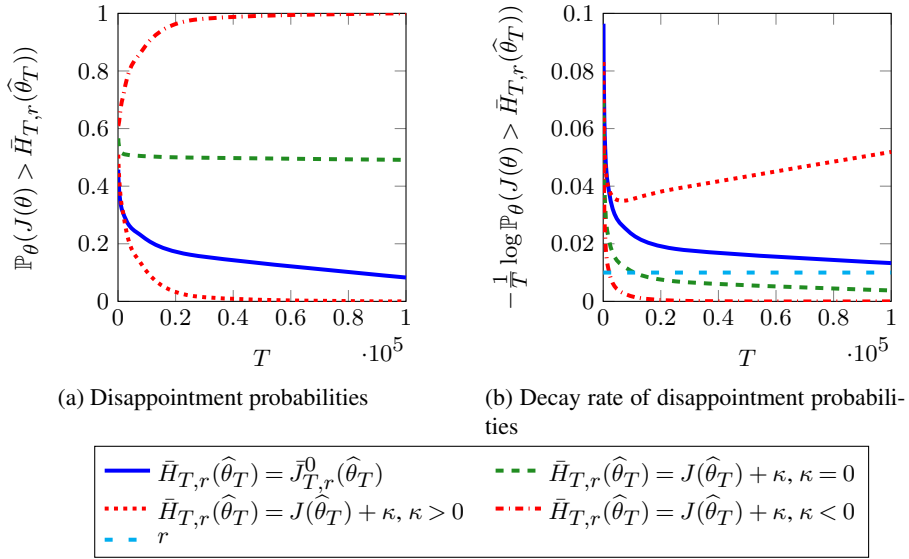 ℙ_θ(J(θ) > H̄_{T,r}(θ̂_T))
1
0.8
0.6
0.4
0.2
0
0 0.2 0.4 0.6 0.8 1
T ·10^5
(a) Disappointment probabilities
−1/T log ℙ_θ(J(θ) > H̄_{T,r}(θ̂_T))
0.1
0.08
0.06
0.04
0.02
0
0 0.2 0.4 0.6 0.8 1
T ·10^5
(b) Decay rate of disappointment probabili-
ties
H̄_{T,r}(θ̂_T) = J̄^0_{T,r}(θ̂_T) H̄_{T,r}(θ̂_T) = J(θ̂_T) + κ, κ = 0
H̄_{T,r}(θ̂_T) = J(θ̂_T) + κ, κ > 0 H̄_{T,r}(θ̂_T) = J(θ̂_T) + κ, κ < 0
r